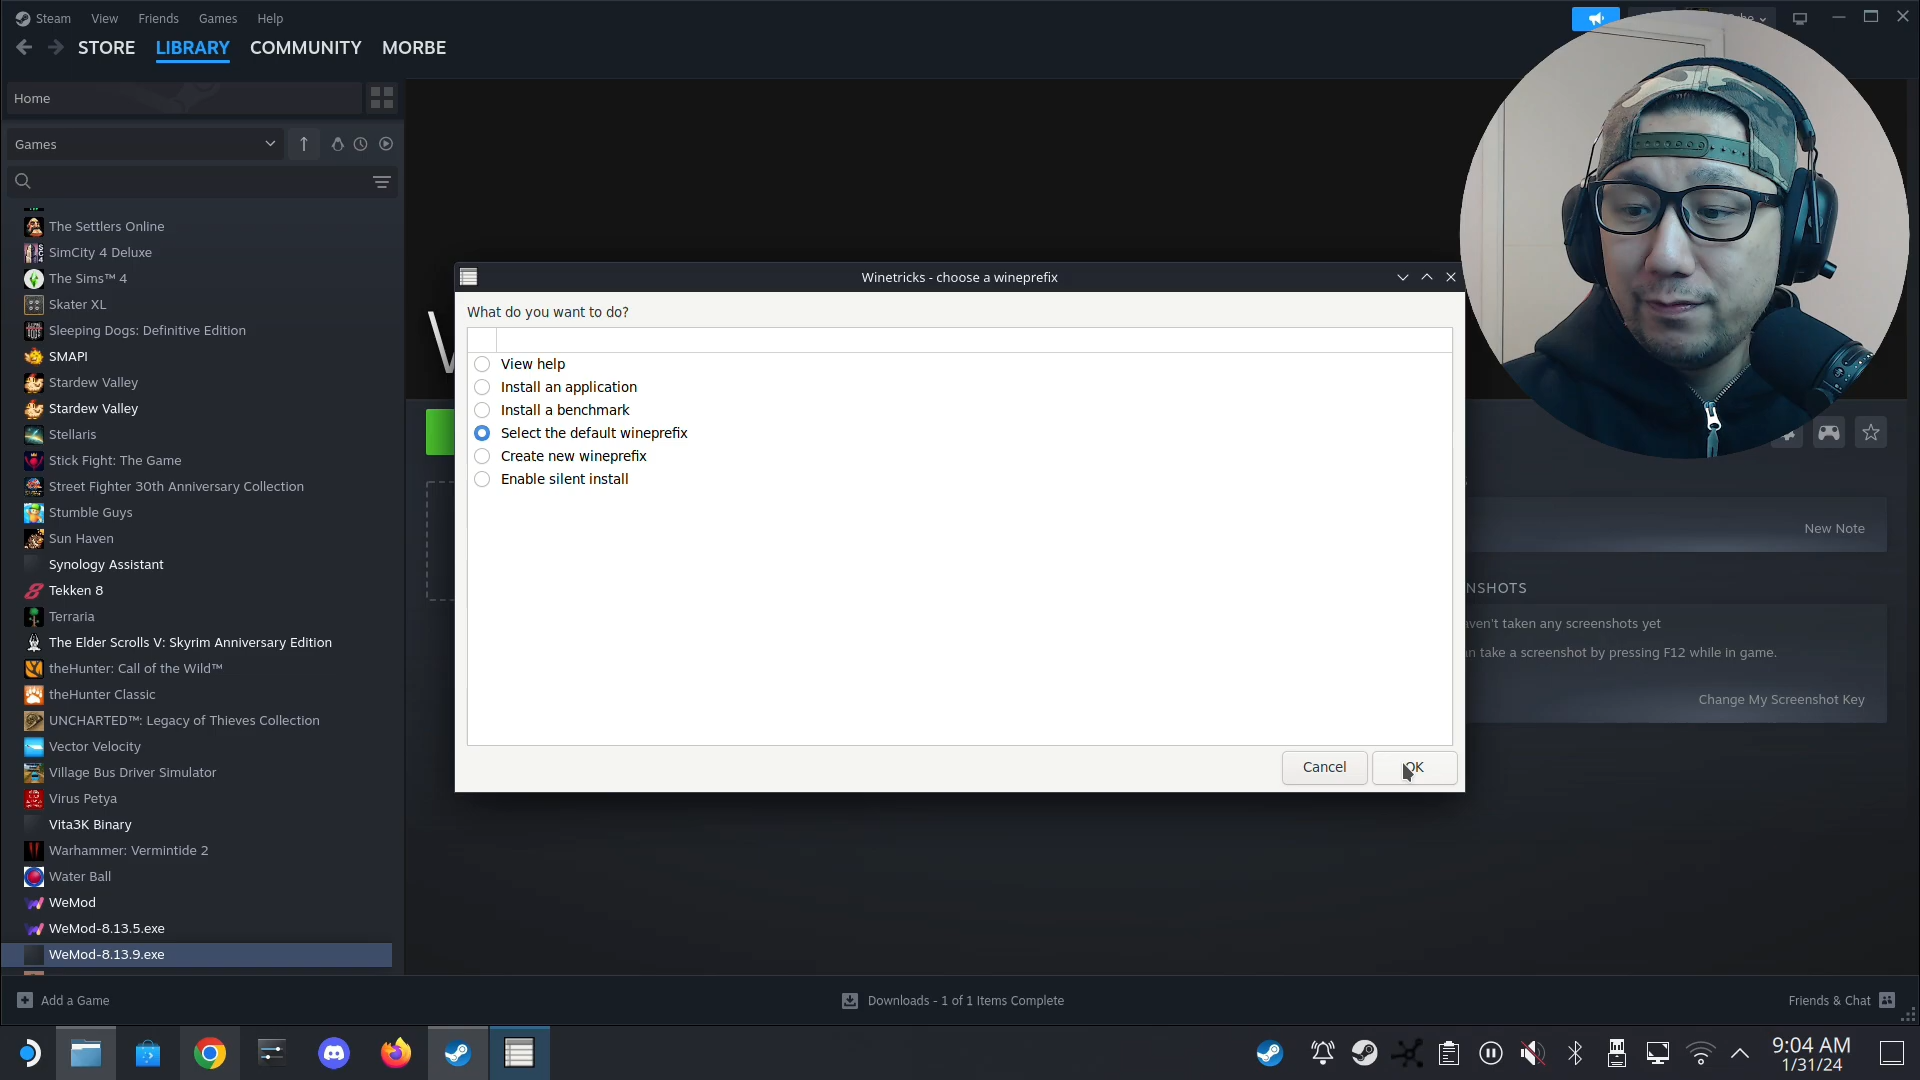 Steam View Friends Games Help
STORE LIBRARY COMMUNITY MORBE
Home
Games
The Settlers Online
SimCity 4 Deluxe
The Sims™ 4
Skater XL
Sleeping Dogs: Definitive Edition
SMAPI
Stardew Valley
Stardew Valley
Stellaris
Stick Fight: The Game
Street Fighter 30th Anniversary Collection
Stumble Guys
Sun Haven
Synology Assistant
Tekken 8
Terraria
The Elder Scrolls V: Skyrim Anniversary Edition
theHunter: Call of the Wild™
theHunter Classic
UNCHARTED™: Legacy of Thieves Collection
Vector Velocity
Village Bus Driver Simulator
Virus Petya
Vita3K Binary
Warhammer: Vermintide 2
Water Ball
WeMod
WeMod-8.13.5.exe
WeMod-8.13.9.exe
Winetricks - choose a wineprefix
What do you want to do?
View help
Install an application
Install a benchmark
Select the default wineprefix
Create new wineprefix
Enable silent install
Cancel OK
New Note
NSHOTS
aven't taken any screenshots yet
n take a screenshot by pressing F12 while in game.
Change My Screenshot Key
Add a Game
Downloads - 1 of 1 Items Complete
Friends & Chat
9:04 AM
1/31/24